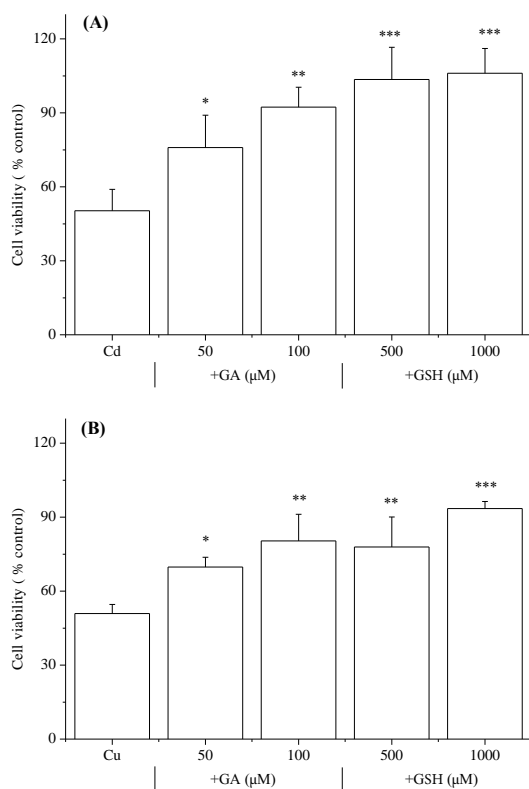 (A)
***
***
**
*
120
90
60
30
0
Cell viability ( % control)
Cd
50
100
500
1000
+GA (μM)
+GSH (μM)
(B)
***
**
**
*
120
90
60
30
0
Cell viability ( % control)
Cu
50
100
500
1000
+GA (μM)
+GSH (μM)